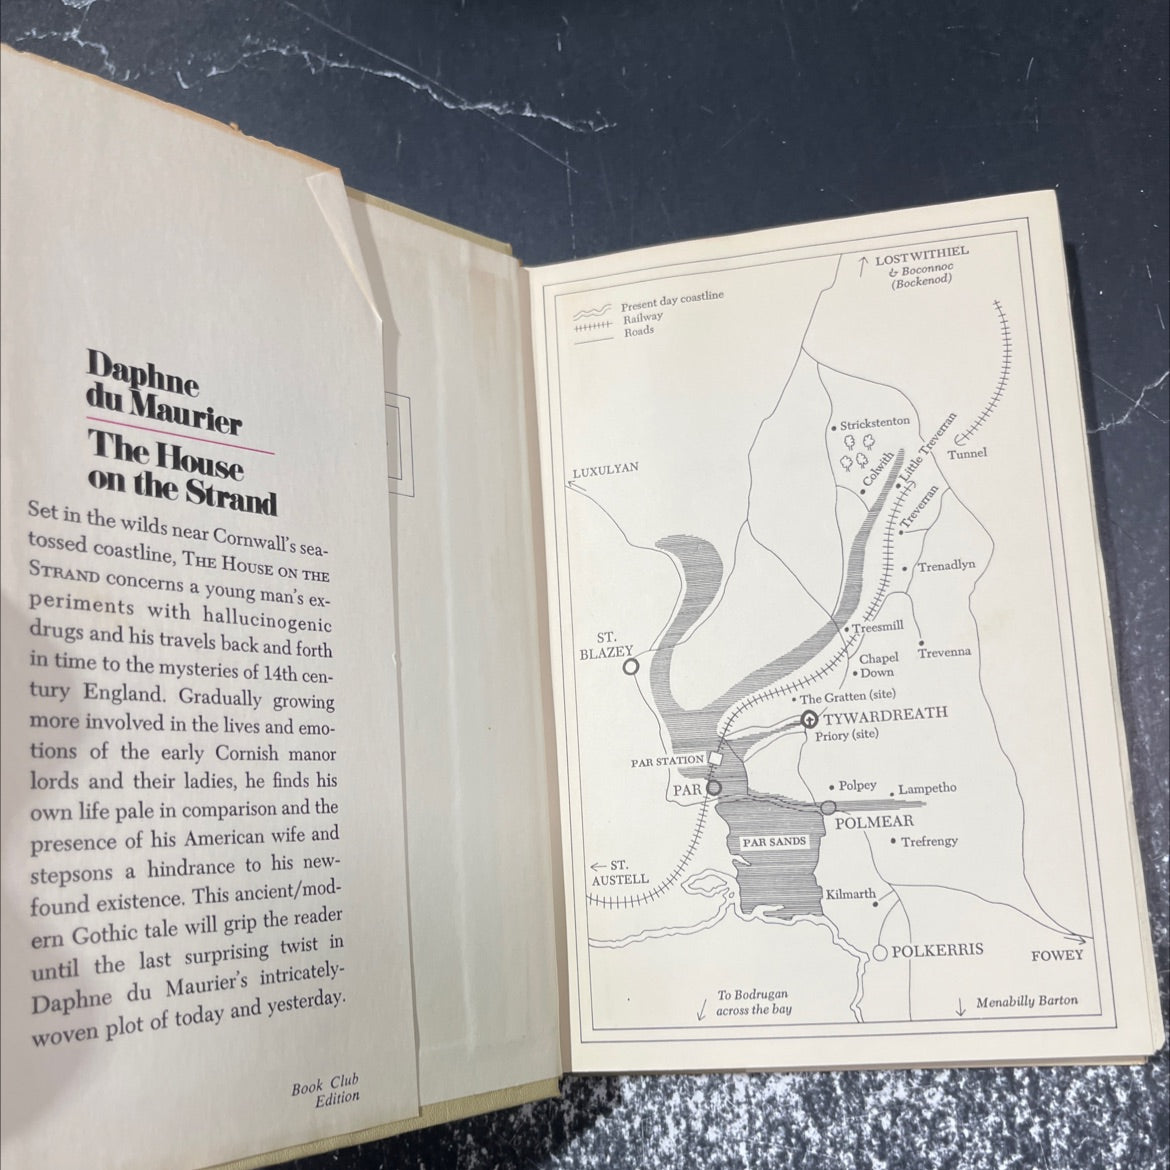 Daphne
du Maurier
The House
on the Strand
Set in the wilds near Cornwall's sea-
tossed coastline, THE HOUSE ON THE
STRAND concerns a young man's ex-
periments with hallucinogenic
drugs and his travels back and forth
in time to the mysteries of 14th cen-
tury England. Gradually growing
more involved in the lives and emo-
tions of the early Cornish manor
lords and their ladies, he finds his
own life pale in comparison and the
presence of his American wife and
stepsons a hindrance to his new-
found existence. This ancient/mod-
ern Gothic tale will grip the reader
until the last surprising twist in
Daphne du Maurier's intricately-
woven plot of today and yesterday.
Book Club
Edition
LOSTWITHIEL
& Boconnoc
(Bockenod)
Present day coastline
Railway
Roads
Strickstenton
Colwith
Little Treverran
Tunnel
LUXULYAN
Treverran
Trenadlyn
ST.
BLAZEY
Treesmill
Trevenna
Chapel
Down
The Gratten (site)
TYWARDREATH
Priory (site)
PAR STATION
PAR
Polpey
Lampetho
POLMEAR
PAR SANDS
Trefrengy
← ST.
AUSTELL
Kilmarth
POLKERRIS
FOWEY
To Bodrugan
across the bay
Menabilly Barton